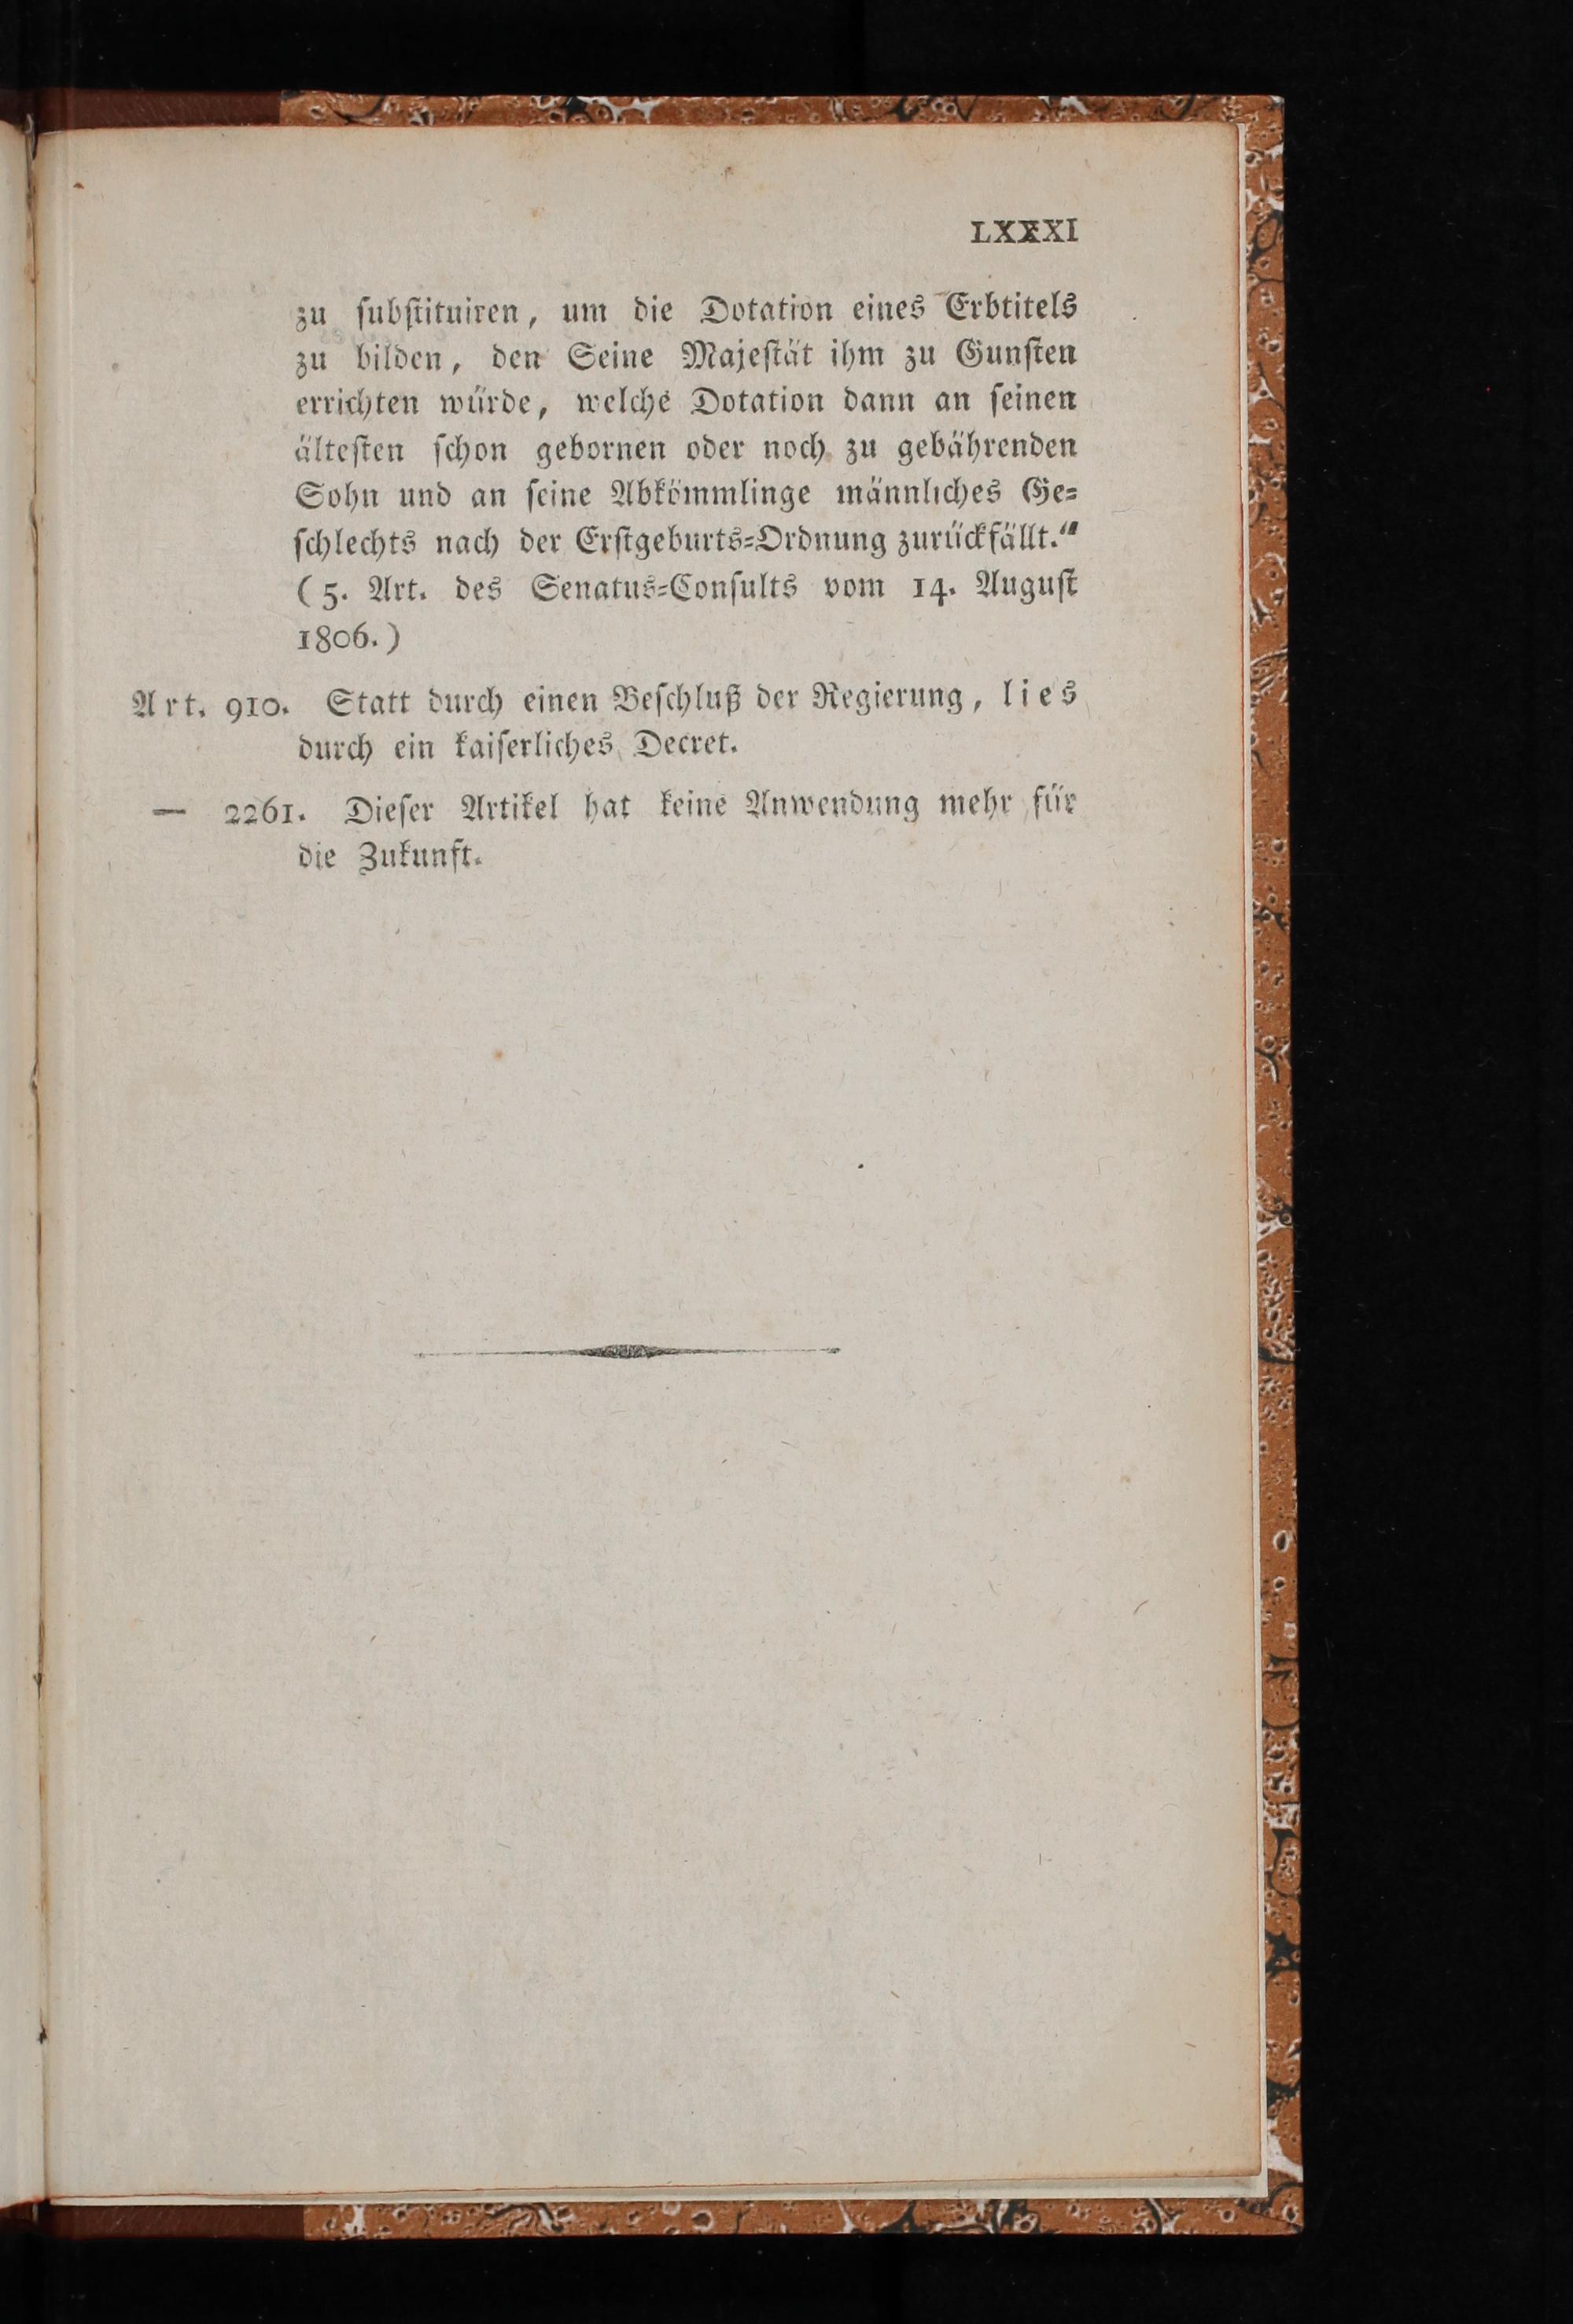 LXXXI
zu ſubſtituiren, um die Dotation eines Erbtitels
zu bilden, den Seine Majeſtät ihm zu Gunſten
errichten würde, welche Dotation dann an ſeinen
älteſten ſchon gebornen oder noch zu gebährenden
Sohn und an ſeine Abkömmlinge männliches Ge=
ſchlechts nach der Erſtgeburts=Ordnung zurückfällt.“
(5. Art. des Senatus=Conſults vom 14. Auguſt
1806.)
Art. 910. Statt durch einen Beſchluß der Regierung, lies
durch ein kaiſerliches Decret.
— 2261. Dieſer Artikel hat keine Anwendung mehr für
die Zukunft.